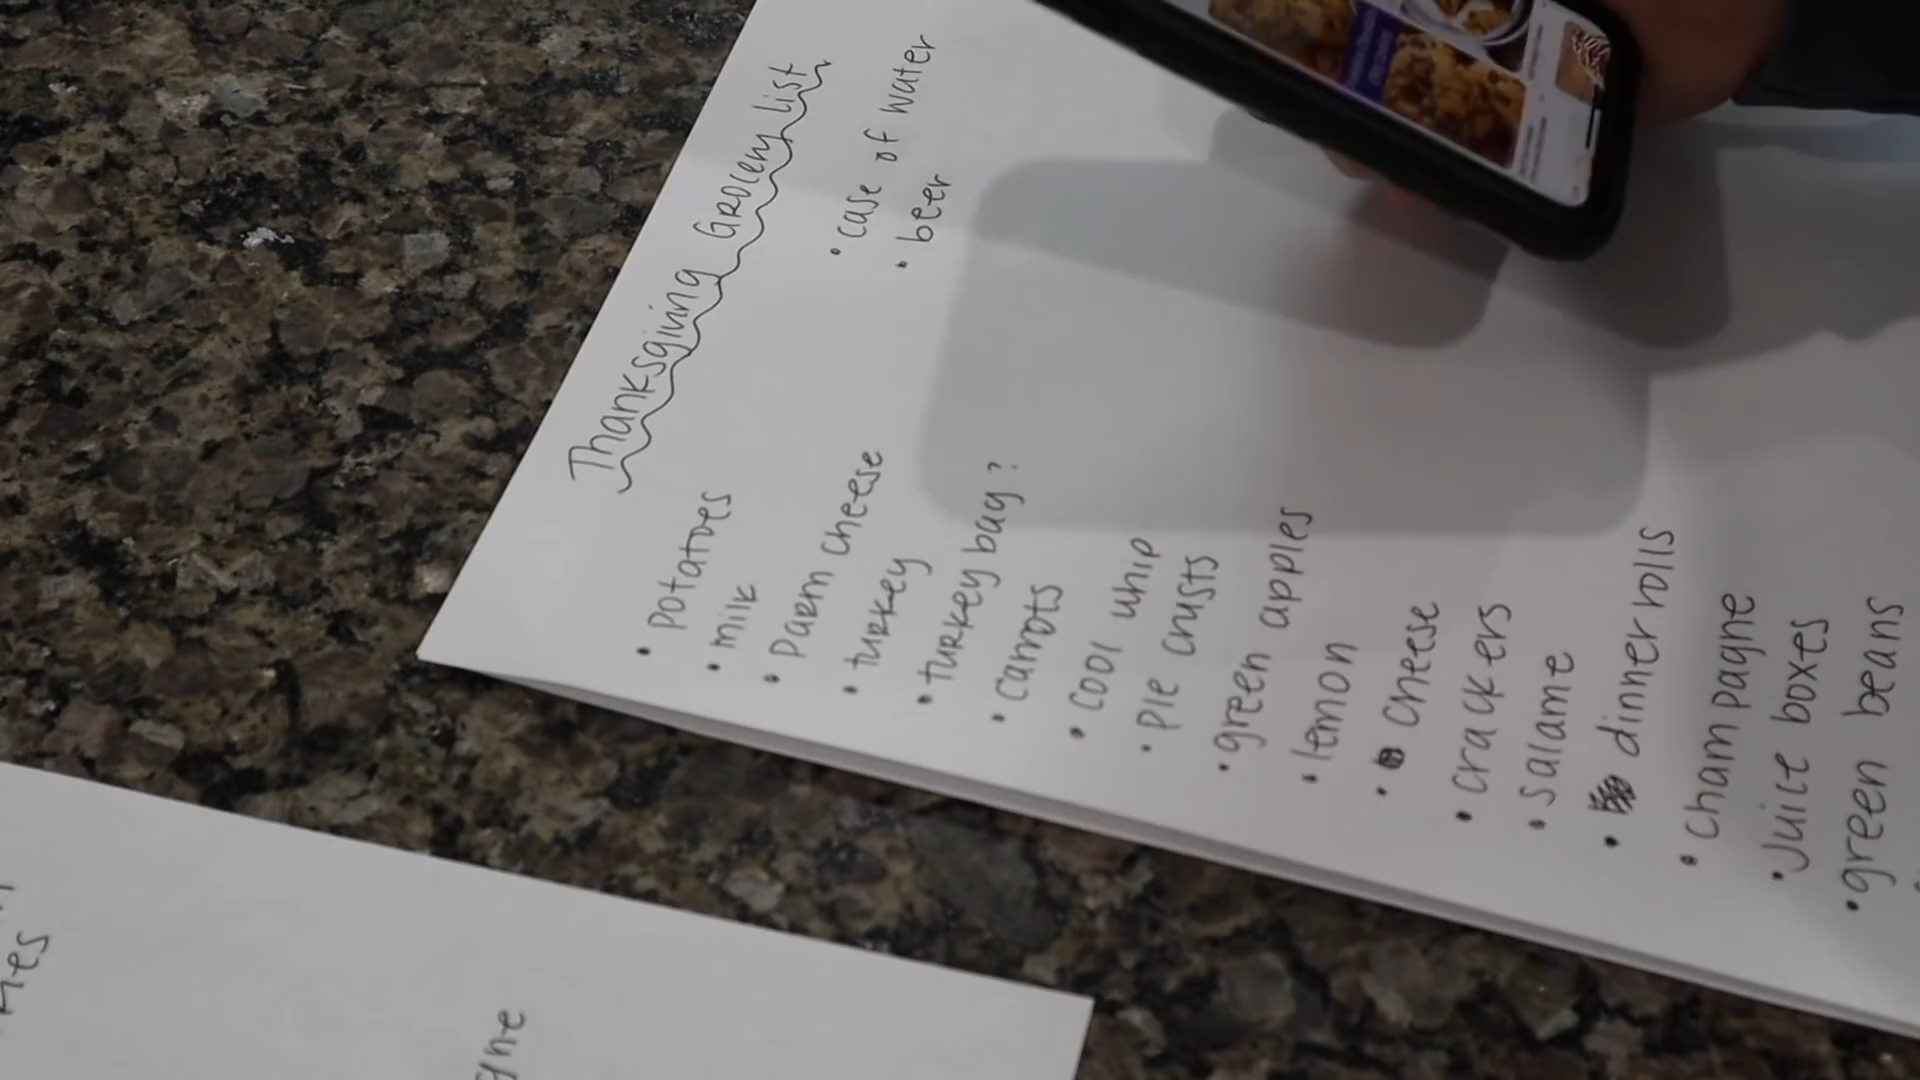 Thanksgiving Grocery List
• potatoes
• milk
• Parm cheese
• turkey
• turkey bag?
• carrots
• cool whip
• pie crusts
• green apples
• lemon
• cheese
• crackers
• salame
• dinner rolls
• champagne
• Juice boxes
• green beans
• case of water
• beer